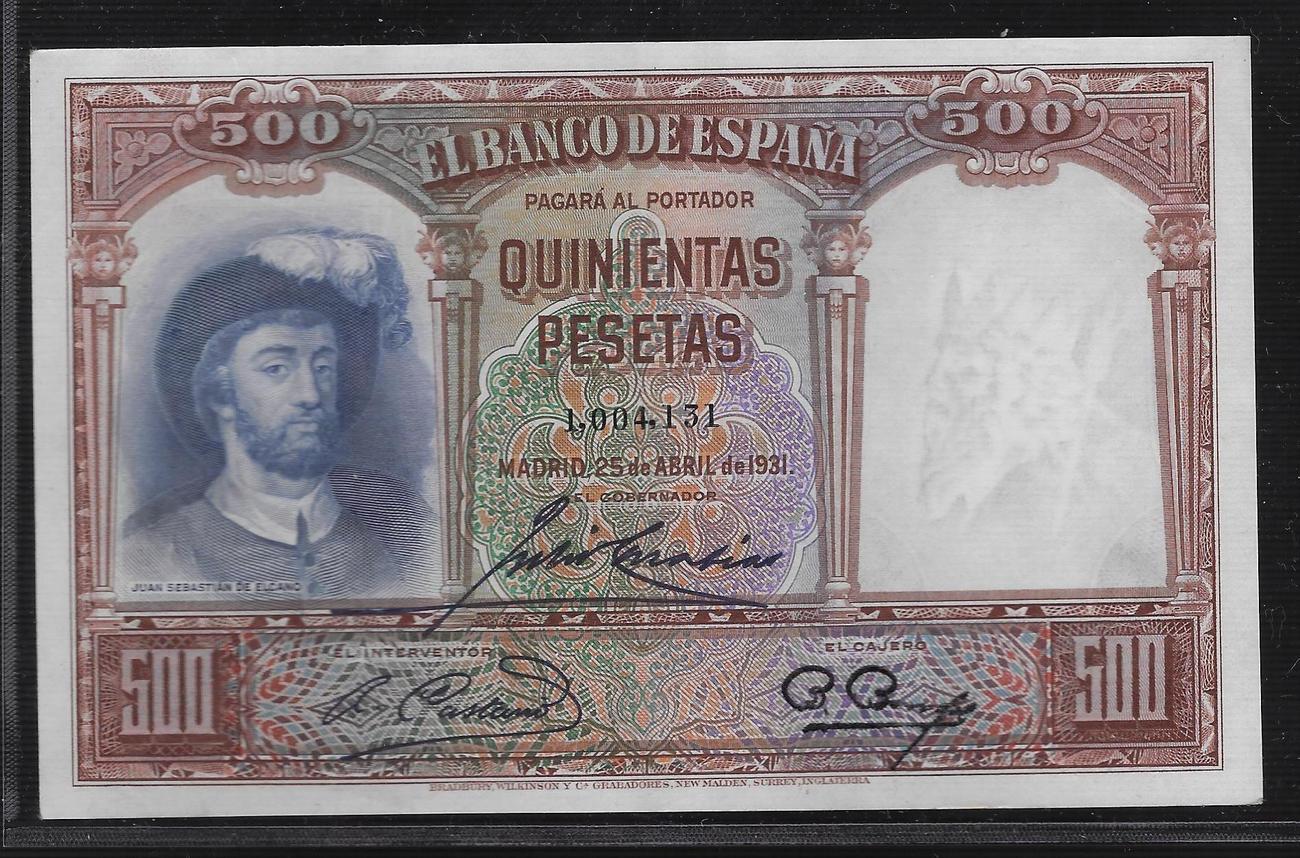 500
500
EL BANCO DE ESPAÑA
PAGARÁ AL PORTADOR
QUINIENTAS
PESETAS
1,004,131
MADRID, 25 de ABRIL de 1931.
EL GOBERNADOR
JUAN SEBASTIÁN DE ELCANO
EL INTERVENTOR
EL CAJERO
500
500
BRADBURY, WILKINSON Y Cª GRABADORES, NEW MALDEN, SURREY, INGLATERRA